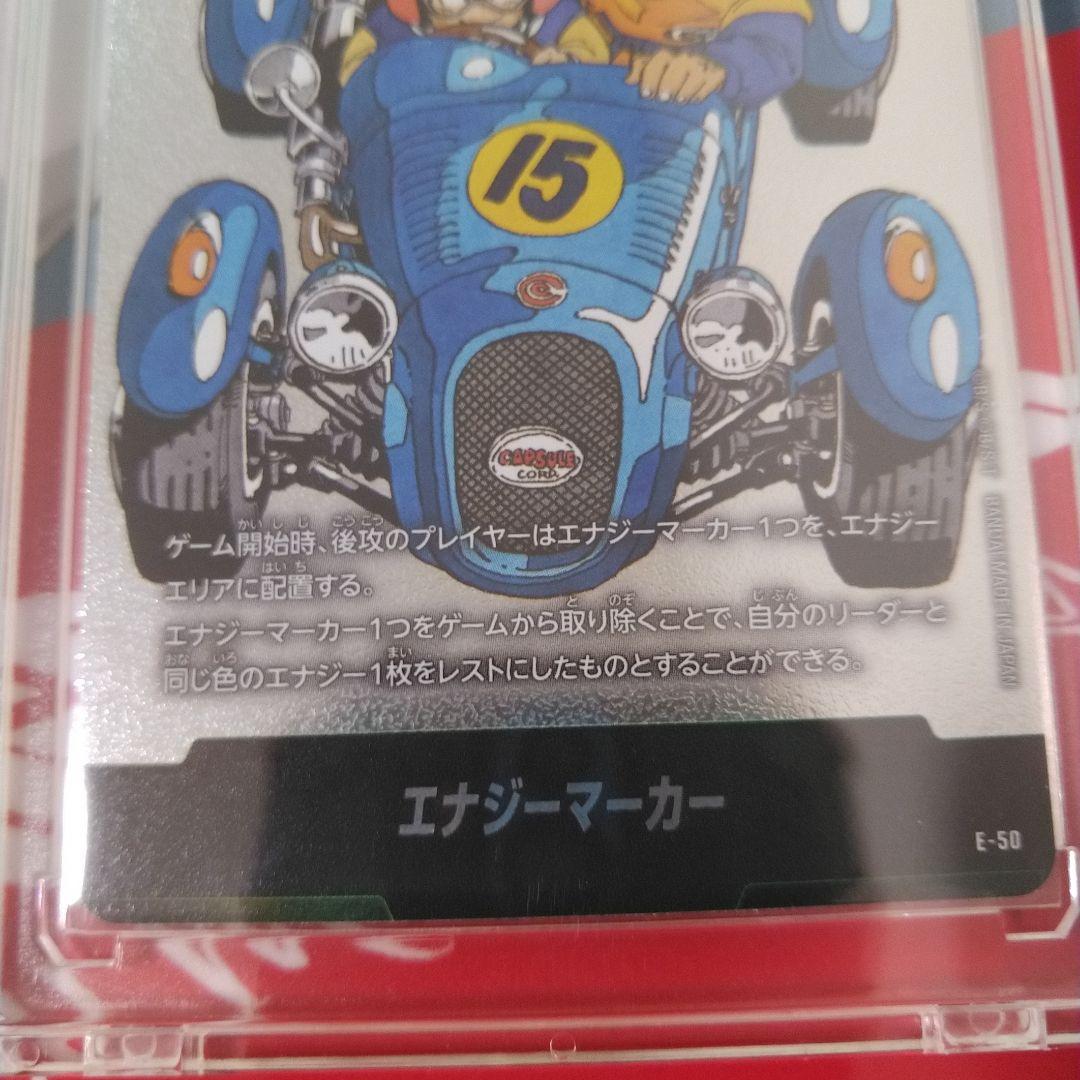 15
CAPSULE
CORP.
ゲーム開始時、後攻のプレイヤーはエナジーマーカー1つを、エナジー
エリアに配置する。
エナジーマーカー1つをゲームから取り除くことで、自分のリーダーと
同じ色のエナジー1枚をレストにしたものとすることができる。
エナジーマーカー
E-50
BANDAI MADE IN JAPAN